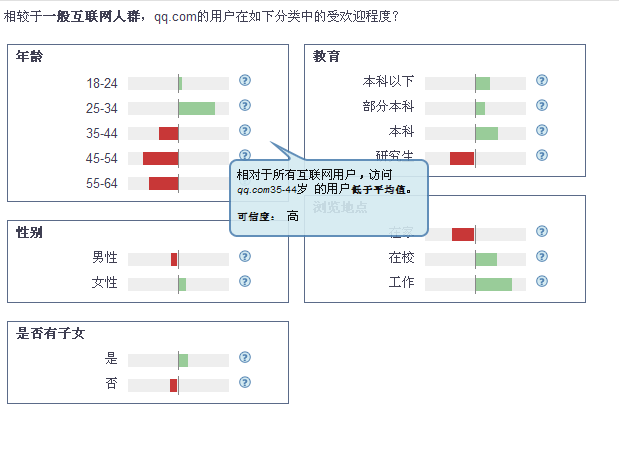 相较于一般互联网人群，qq.com的用户在如下分类中的受欢迎程度?
年龄
18-24
25-34
35-44
45-54
55-64
教育
本科以下
部分本科
本科
研究生
相对于所有互联网用户，访问
qq.com35-44岁 的用户低于平均值。
可信度： 高
性别
男性
女性
浏览地点
在家
在校
工作
是否有子女
是
否